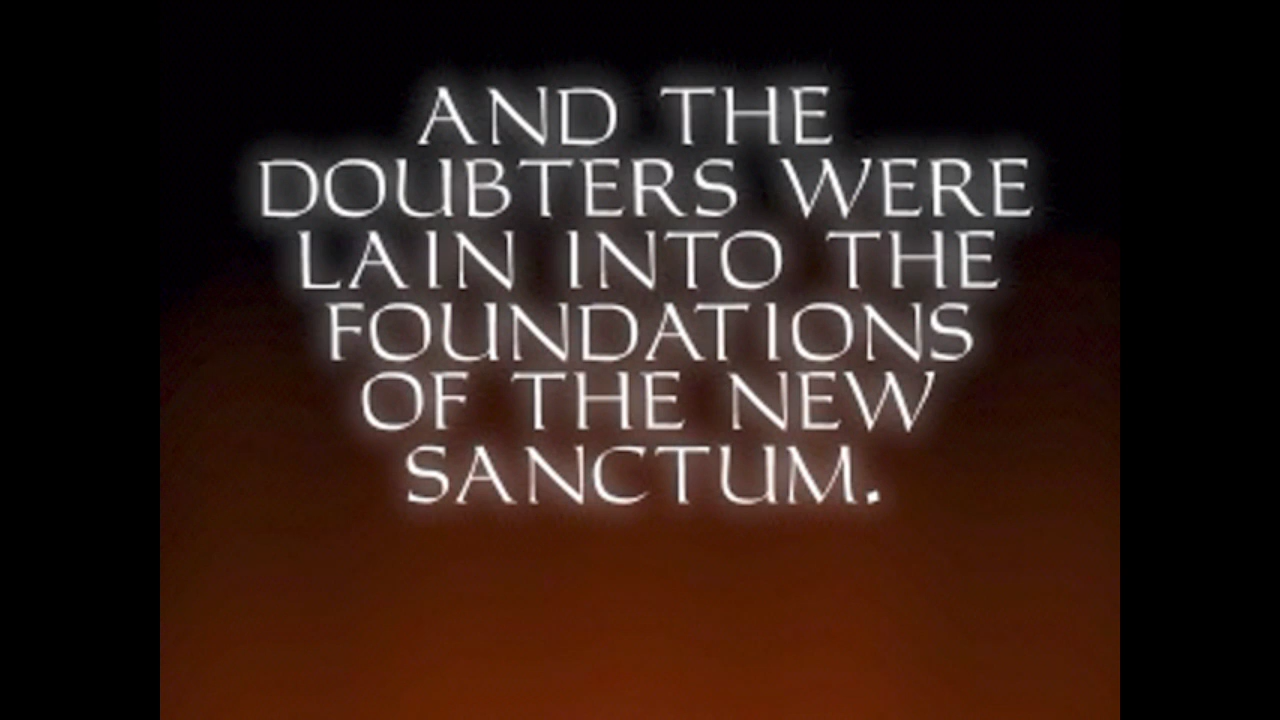 AND THE
DOUBTERS WERE
LAIN INTO THE
FOUNDATIONS
OF THE NEW
SANCTUM.